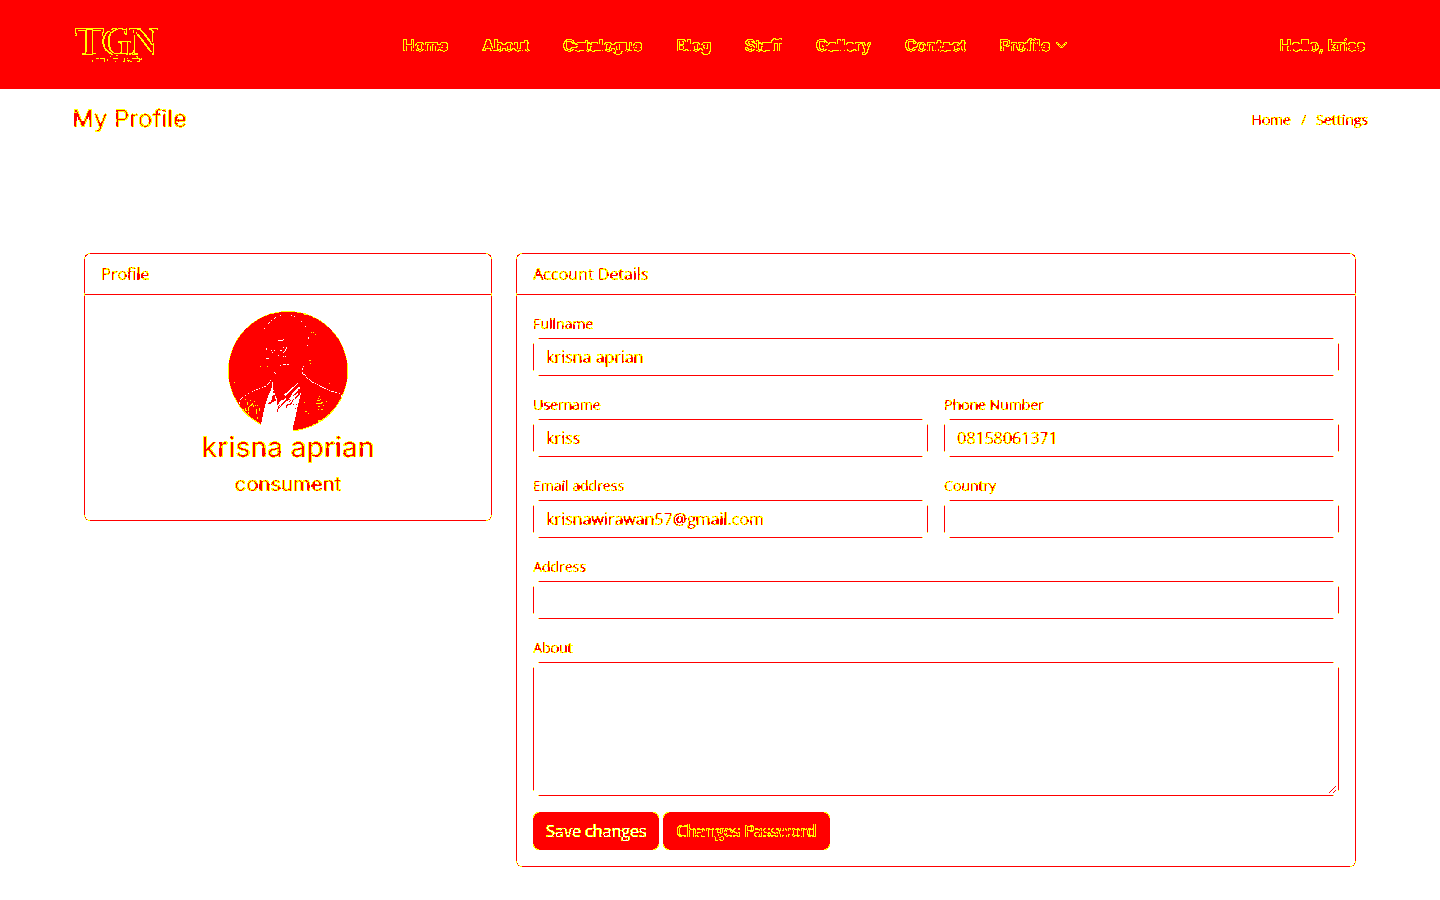 TGN
Home About Catalogue Blog Staff Gallery Contact Profile
Hello, kriss
My Profile
Home / Settings
Profile
krisna aprian
consument
Account Details
Fullname
krisna aprian
Username
kriss
Phone Number
08158061371
Email address
krisnawirawan57@gmail.com
Country
Address
About
Save changes
Changes Password